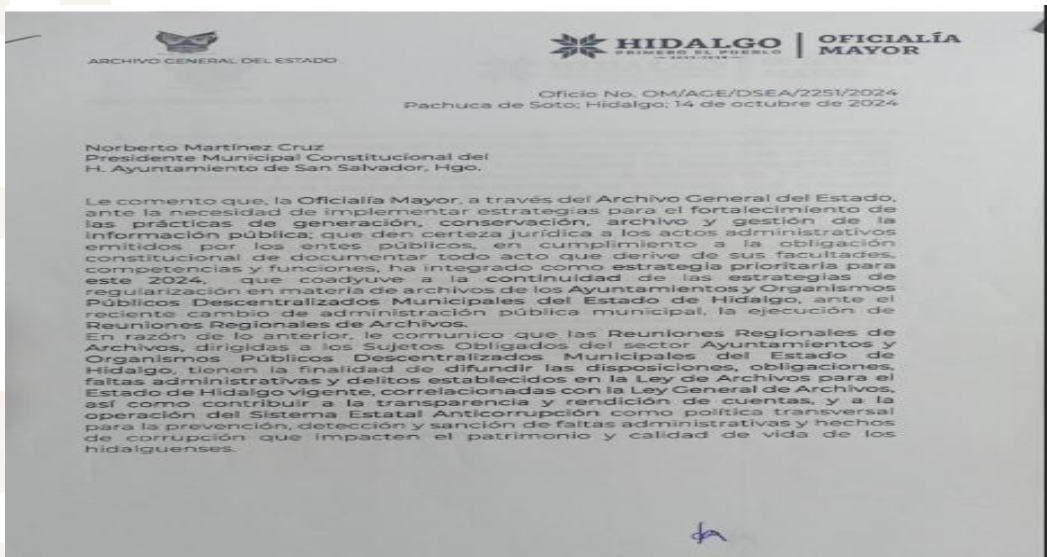 ARCHIVO GENERAL DEL ESTADO
HIDALGO
PRIMERO EL PUEBLO
OFICIALÍA
MAYOR
Oficio No. OM/AGE/DSEA/2251/2024
Pachuca de Soto; Hidalgo; 14 de octubre de 2024
Norberto Martínez Cruz
Presidente Municipal Constitucional del
H. Ayuntamiento de San Salvador, Hgo.
Le comento que, la Oficialía Mayor, a través del Archivo General del Estado,
ante la necesidad de implementar estrategias para el fortalecimiento de
las prácticas de generación, conservación, archivo y gestión de la
información pública; que den certeza jurídica a los actos administrativos
emitidos por los entes públicos, en cumplimiento a la obligación
constitucional de documentar todo acto que derive de sus facultades,
competencias y funciones, ha integrado como estrategia prioritaria para
este 2024, que coadyuve a la continuidad de las estrategias de
regularización en materia de archivos de los Ayuntamientos y Organismos
Públicos Descentralizados Municipales del Estado de Hidalgo, ante el
reciente cambio de administración pública municipal, la ejecución de
Reuniones Regionales de Archivos.
En razón de lo anterior, le comunico que las Reuniones Regionales de
Archivos, dirigidas a los Sujetos Obligados del sector Ayuntamientos y
Organismos Públicos Descentralizados Municipales del Estado de
Hidalgo, tienen la finalidad de difundir las disposiciones, obligaciones,
faltas administrativas y delitos establecidos en la Ley de Archivos para el
Estado de Hidalgo vigente, correlacionadas con la Ley General de Archivos,
así como contribuir a la transparencia y rendición de cuentas, y a la
operación del Sistema Estatal Anticorrupción como política transversal
para la prevención, detección y sanción de faltas administrativas y hechos
de corrupción que impacten el patrimonio y calidad de vida de los
hidalguenses.